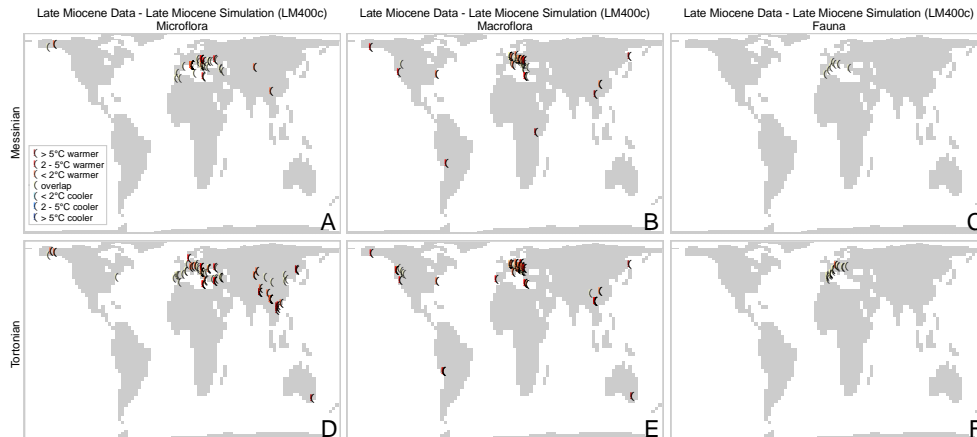 Late Miocene Data - Late Miocene Simulation (LM400c)
Microflora
Late Miocene Data - Late Miocene Simulation (LM400c)
Macroflora
Late Miocene Data - Late Miocene Simulation (LM400c)
Fauna
Messinian
> 5°C warmer
2 - 5°C warmer
< 2°C warmer
overlap
< 2°C cooler
2 - 5°C cooler
> 5°C cooler
A
B
C
Tortonian
D
E
F